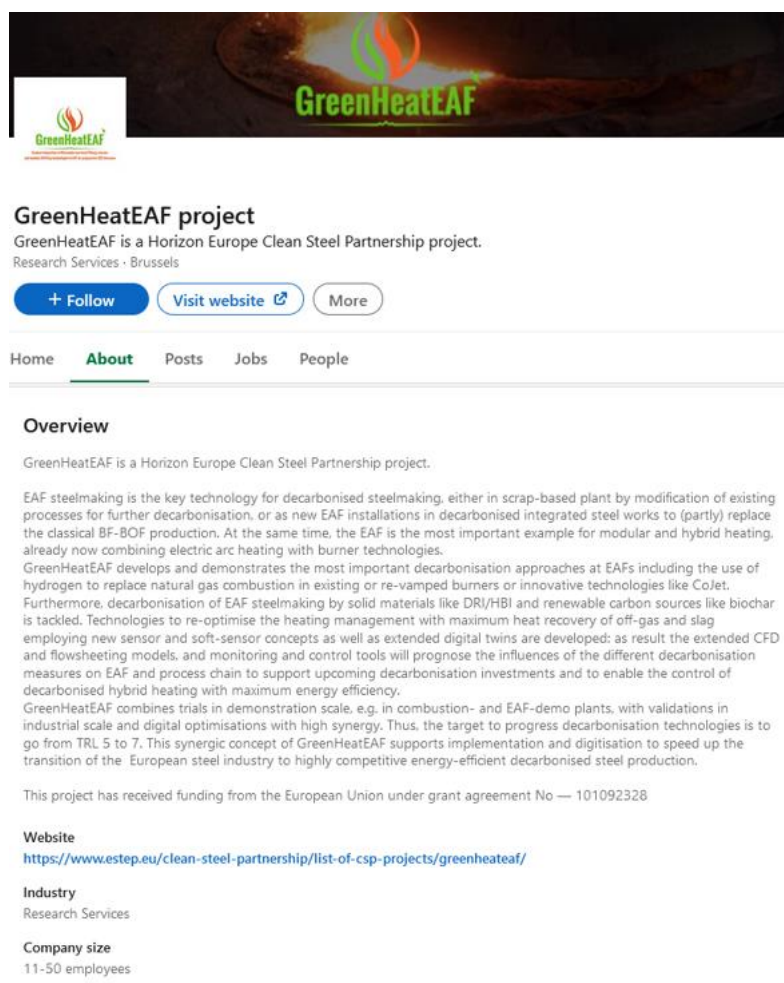 GreenHeatEAF
GreenHeatEAF
GreenHeatEAF project
GreenHeatEAF is a Horizon Europe Clean Steel Partnership project.
Research Services · Brussels
+ Follow
Visit website
More
Home About Posts Jobs People
Overview
GreenHeatEAF is a Horizon Europe Clean Steel Partnership project.
EAF steelmaking is the key technology for decarbonised steelmaking, either in scrap-based plant by modification of existing
processes for further decarbonisation, or as new EAF installations in decarbonised integrated steel works to (partly) replace
the classical BF-BOF production. At the same time, the EAF is the most important example for modular and hybrid heating,
already now combining electric arc heating with burner technologies.
GreenHeatEAF develops and demonstrates the most important decarbonisation approaches at EAFs including the use of
hydrogen to replace natural gas combustion in existing or re-vamped burners or innovative technologies like CoJet.
Furthermore, decarbonisation of EAF steelmaking by solid materials like DRI/HBI and renewable carbon sources like biochar
is tackled. Technologies to re-optimise the heating management with maximum heat recovery of off-gas and slag
employing new sensor and soft-sensor concepts as well as extended digital twins are developed: as result the extended CFD
and flowsheeting models, and monitoring and control tools will prognose the influences of the different decarbonisation
measures on EAF and process chain to support upcoming decarbonisation investments and to enable the control of
decarbonised hybrid heating with maximum energy efficiency.
GreenHeatEAF combines trials in demonstration scale, e.g. in combustion- and EAF-demo plants, with validations in
industrial scale and digital optimisations with high synergy. Thus, the target to progress decarbonisation technologies is to
go from TRL 5 to 7. This synergic concept of GreenHeatEAF supports implementation and digitisation to speed up the
transition of the European steel industry to highly competitive energy-efficient decarbonised steel production.
This project has received funding from the European Union under grant agreement No — 101092328
Website
https://www.estep.eu/clean-steel-partnership/list-of-csp-projects/greenheateaf/
Industry
Research Services
Company size
11-50 employees